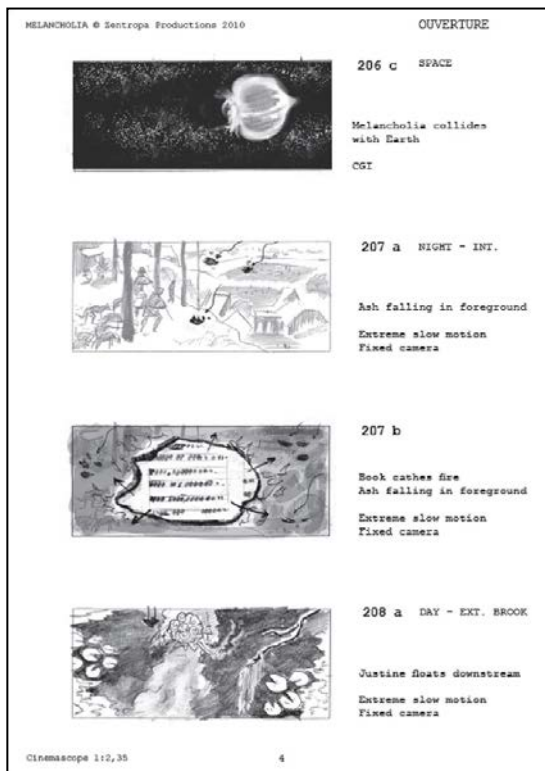 MELANCHOLIA © Zentropa Productions 2010
OUVERTURE
206 c SPACE
Melancholia collides
with Earth
CGI
207 a NIGHT - INT.
Ash falling in foreground
Extreme slow motion
Fixed camera
207 b
Book cathes fire
Ash falling in foreground
Extreme slow motion
Fixed camera
208 a DAY - EXT. BROOK
Justine floats downstream
Extreme slow motion
Fixed camera
Cinemascope 1:2,35
4